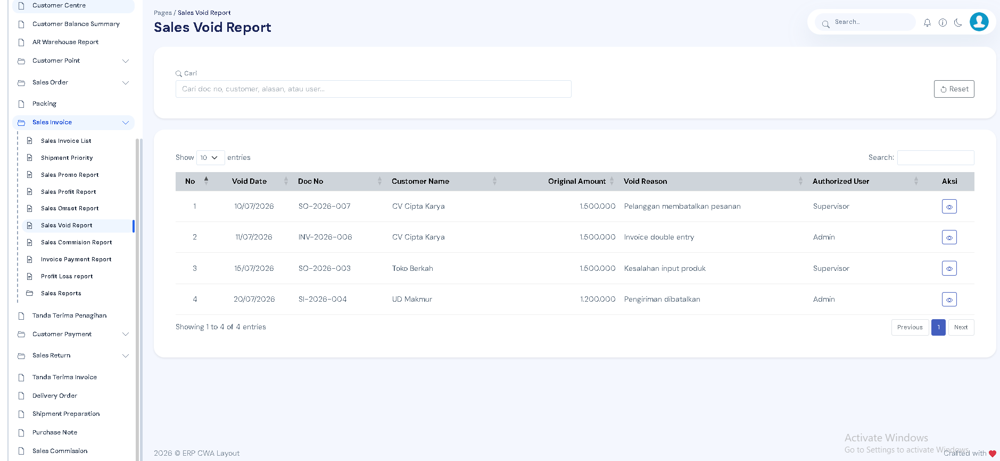 Customer Centre
Customer Balance Summary
AR Warehouse Report
Customer Point
Sales Order
Packing
Sales Invoice
Sales Invoice List
Shipment Priority
Sales Promo Report
Sales Profit Report
Sales Omset Report
Sales Void Report
Sales Commision Report
Invoice Payment Report
Profit Loss report
Sales Reports
Tanda Terima Penagihan
Customer Payment
Sales Return
Tanda Terima Invoice
Delivery Order
Shipment Preparation
Purchase Note
Sales Commission
Pages / Sales Void Report
Sales Void Report
Search...
Cari
Cari doc no, customer, alasan, atau user...
Reset
Show 10 entries
Search:
No Void Date Doc No Customer Name Original Amount Void Reason Authorized User Aksi
1 10/07/2026 SO-2026-007 CV Cipta Karya 1.500.000 Pelanggan membatalkan pesanan Supervisor
2 11/07/2026 INV-2026-006 CV Cipta Karya 1.500.000 Invoice double entry Admin
3 15/07/2026 SO-2026-003 Toko Berkah 1.500.000 Kesalahan input produk Supervisor
4 20/07/2026 SI-2026-004 UD Makmur 1.200.000 Pengiriman dibatalkan Admin
Showing 1 to 4 of 4 entries
Previous 1 Next
Activate Windows
Go to Settings to activate Windows.
2026 © ERP CWA Layout
Crafted with